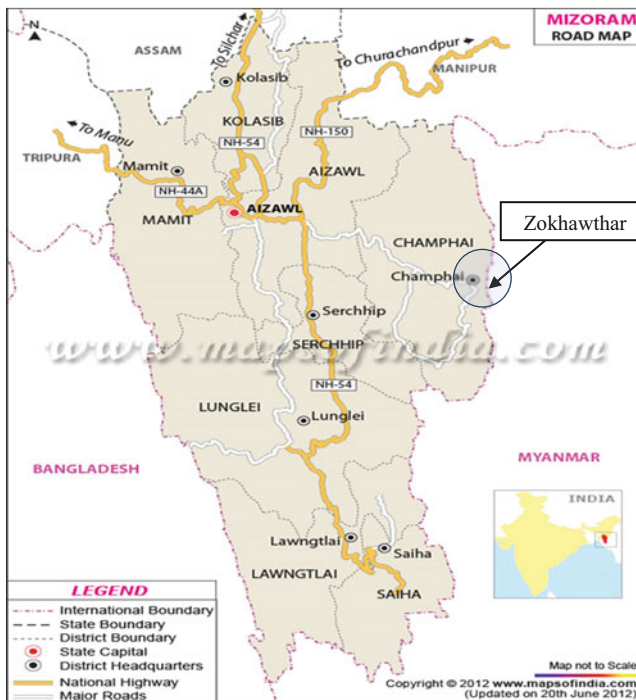 MIZORAM
ROAD MAP
N
ASSAM
To Silchar
To Churachandpur
MANIPUR
Kolasib
KOLASIB
To Manu
NH-54
NH-150
TRIPURA
Mamit
AIZAWL
NH-44A
MAMIT
AIZAWL
CHAMPHAI
Zokhawthar
Champhai
Serchhip
www.mapsofindia.com
SERCHHIP
NH-54
LUNGLEI
Lunglei
BANGLADESH
MYANMAR
INDIA
Lawngtlai
Saiha
LAWNGTLAI
SAIHA
LEGEND
International Boundary
State Boundary
District Boundary
State Capital
District Headquarters
National Highway
Major Roads
Map not to Scale
Copyright © 2012 www.mapsofindia.com
(Updated on 20th June 2012)